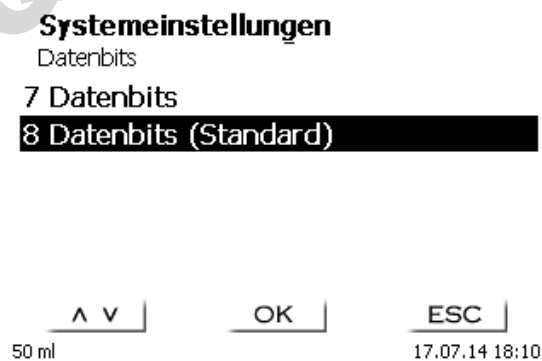 Systemeinstellungen
Datenbits
7 Datenbits
8 Datenbits (Standard)
∧ ∨ OK ESC
50 ml 17.07.14 18:10